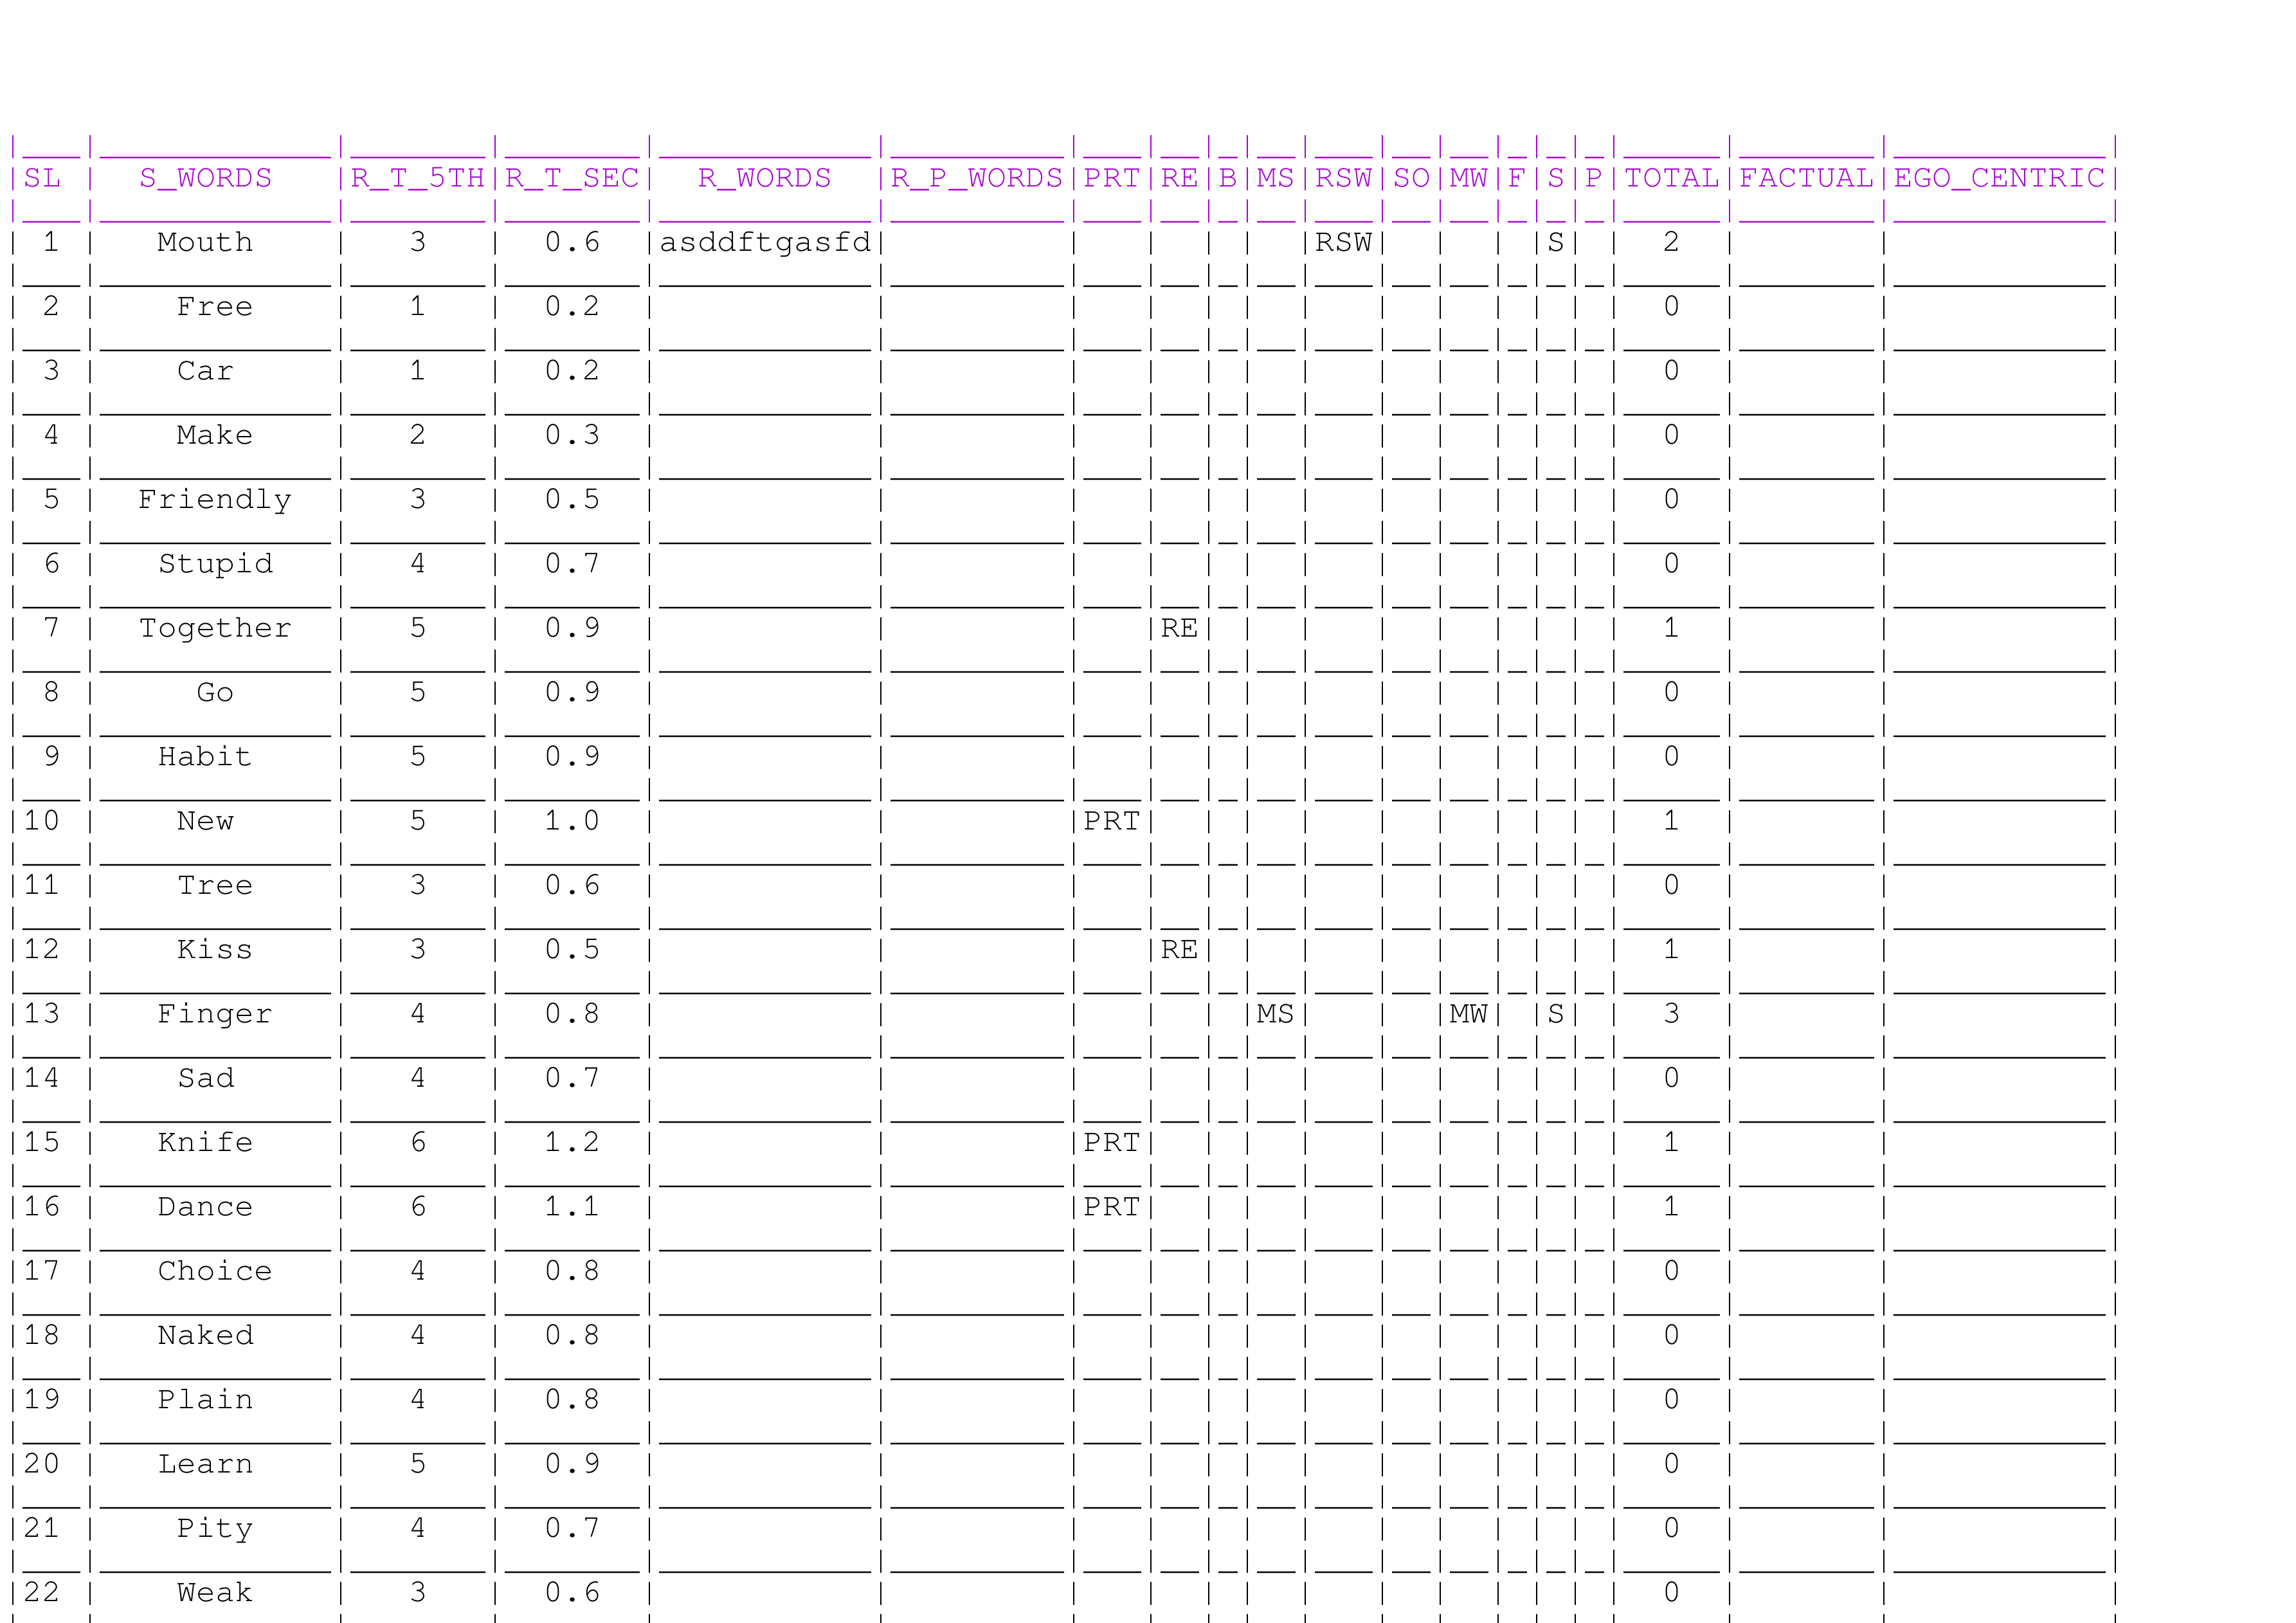 SL S_WORDS R_T_5TH R_T_SEC R_WORDS R_P_WORDS PRT RE B MS RSW SO MW F S P TOTAL FACTUAL EGO_CENTRIC
1 Mouth 3 0.6 asddftgasfd RSW S 2
2 Free 1 0.2 0
3 Car 1 0.2 0
4 Make 2 0.3 0
5 Friendly 3 0.5 0
6 Stupid 4 0.7 0
7 Together 5 0.9 RE 1
8 Go 5 0.9 0
9 Habit 5 0.9 0
10 New 5 1.0 PRT 1
11 Tree 3 0.6 0
12 Kiss 3 0.5 RE 1
13 Finger 4 0.8 MS MW S 3
14 Sad 4 0.7 0
15 Knife 6 1.2 PRT 1
16 Dance 6 1.1 PRT 1
17 Choice 4 0.8 0
18 Naked 4 0.8 0
19 Plain 4 0.8 0
20 Learn 5 0.9 0
21 Pity 4 0.7 0
22 Weak 3 0.6 0